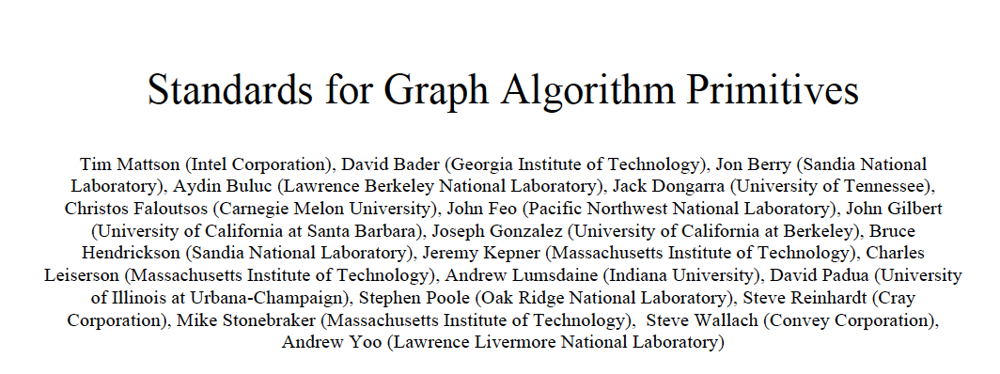 Standards for Graph Algorithm Primitives
Tim Mattson (Intel Corporation), David Bader (Georgia Institute of Technology), Jon Berry (Sandia National
Laboratory), Aydin Buluc (Lawrence Berkeley National Laboratory), Jack Dongarra (University of Tennessee),
Christos Faloutsos (Carnegie Melon University), John Feo (Pacific Northwest National Laboratory), John Gilbert
(University of California at Santa Barbara), Joseph Gonzalez (University of California at Berkeley), Bruce
Hendrickson (Sandia National Laboratory), Jeremy Kepner (Massachusetts Institute of Technology), Charles
Leiserson (Massachusetts Institute of Technology), Andrew Lumsdaine (Indiana University), David Padua (University
of Illinois at Urbana-Champaign), Stephen Poole (Oak Ridge National Laboratory), Steve Reinhardt (Cray
Corporation), Mike Stonebraker (Massachusetts Institute of Technology),  Steve Wallach (Convey Corporation),
Andrew Yoo (Lawrence Livermore National Laboratory)